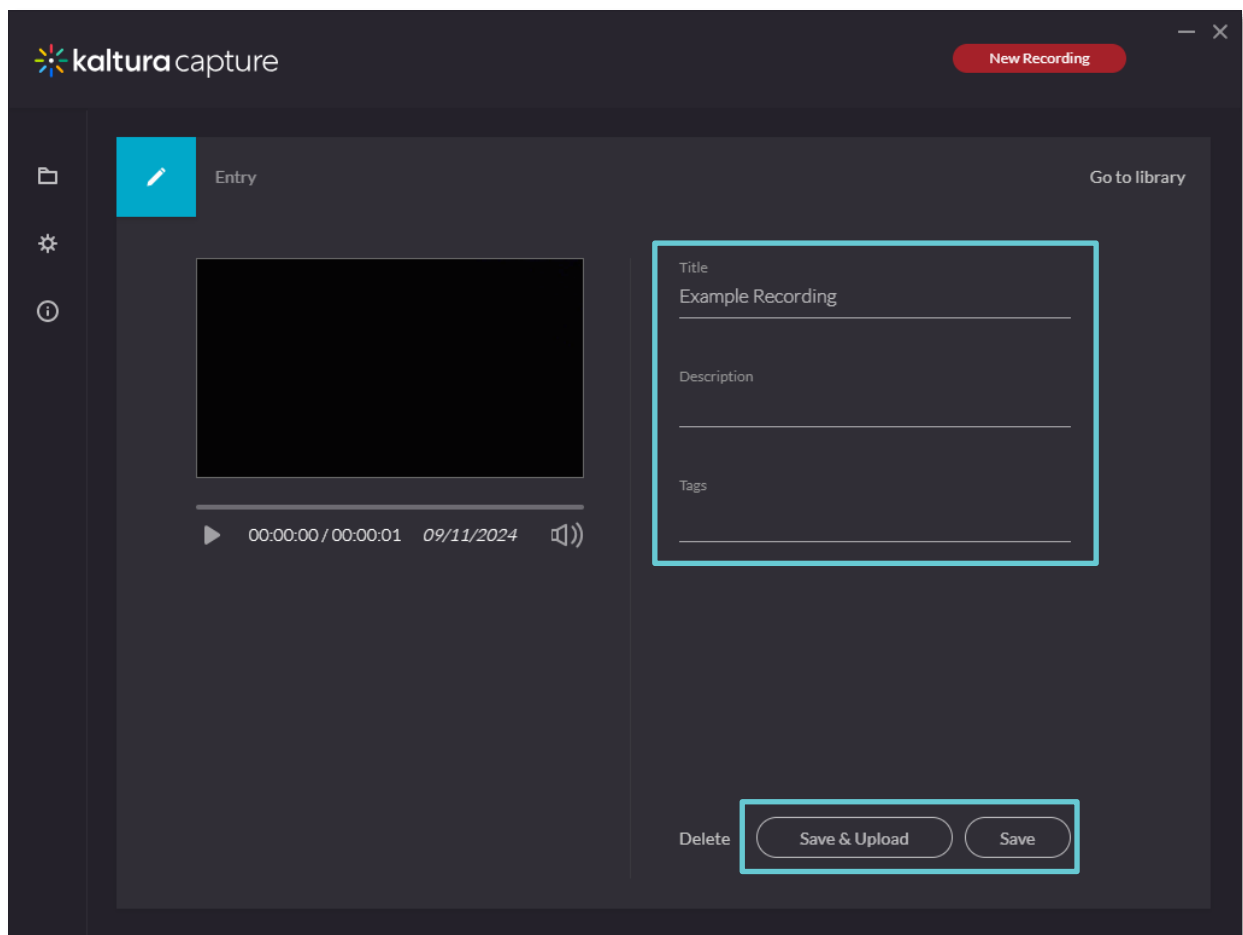 kaltura capture
New Recording
Entry
Go to library
Title
Example Recording
Description
Tags
00:00:00 / 00:00:01 09/11/2024
Delete Save & Upload Save